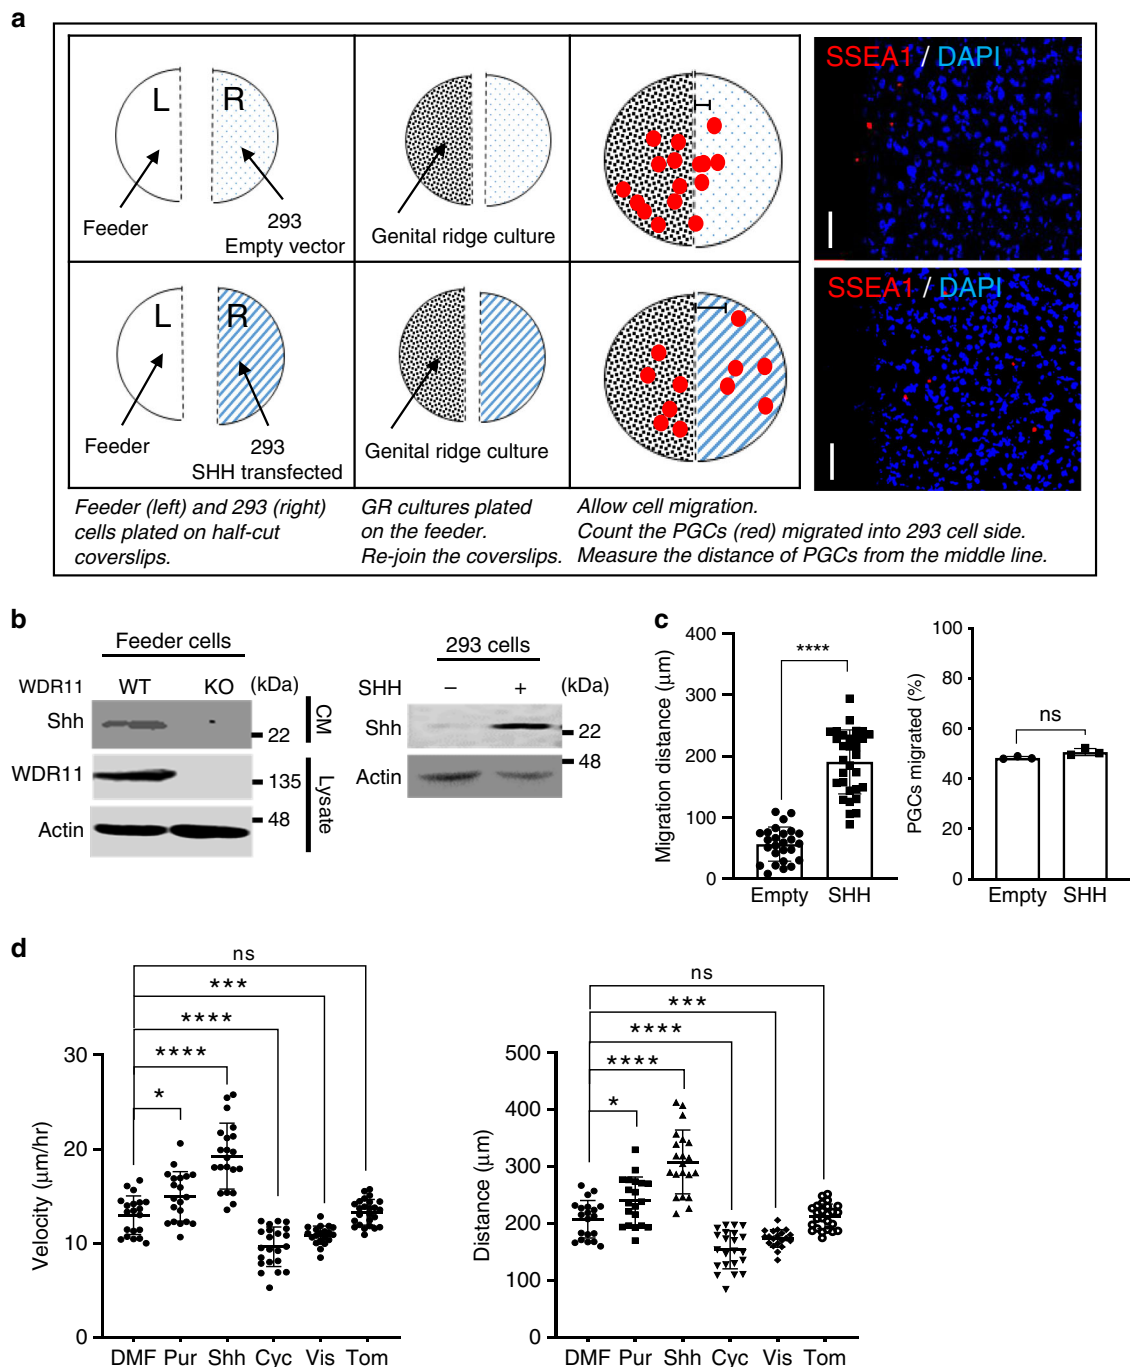 a
L R
Feeder
293
Empty vector
Genital ridge culture
SSEA1 / DAPI
L R
Feeder
293
SHH transfected
Genital ridge culture
SSEA1 / DAPI
Feeder (left) and 293 (right)
cells plated on half-cut
coverslips.
GR cultures plated
on the feeder.
Re-join the coverslips.
Allow cell migration.
Count the PGCs (red) migrated into 293 cell side.
Measure the distance of PGCs from the middle line.
b
Feeder cells
WDR11 WT KO (kDa)
Shh 22 CM
WDR11 135
Actin 48 Lysate
293 cells
SHH – + (kDa)
Shh 22
Actin 48
c
Migration distance (μm)
400
300
200
100
0
****
Empty SHH
PGCs migrated (%)
100
80
60
40
20
0
ns
Empty SHH
d
Velocity (μm/hr)
30
20
10
0
ns
***
****
****
*
DMF Pur Shh Cyc Vis Tom
Distance (μm)
500
400
300
200
100
0
ns
***
****
****
*
DMF Pur Shh Cyc Vis Tom